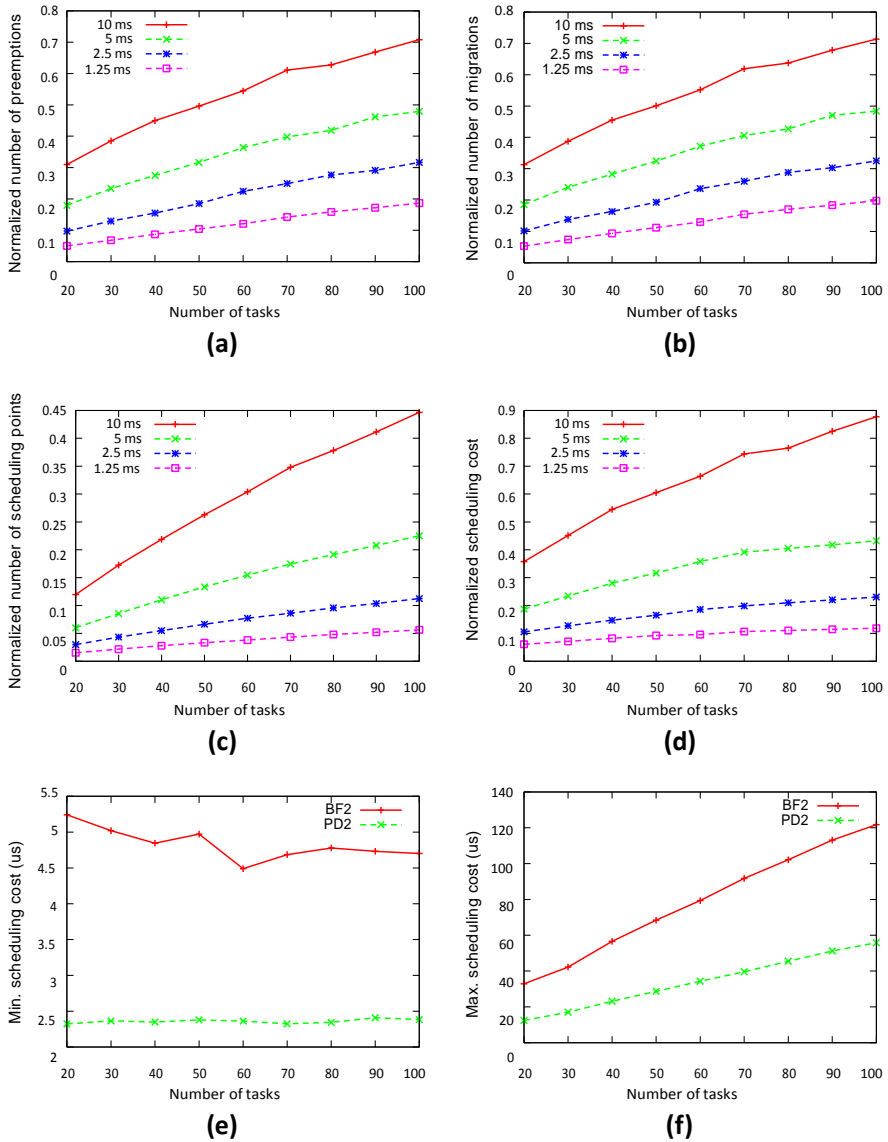 Normalized number of preemptions
0.8
0.7
0.6
0.5
0.4
0.3
0.2
0.1
0
10 ms
5 ms
2.5 ms
1.25 ms
20 30 40 50 60 70 80 90 100
Number of tasks
(a)
Normalized number of migrations
0.8
0.7
0.6
0.5
0.4
0.3
0.2
0.1
0
10 ms
5 ms
2.5 ms
1.25 ms
20 30 40 50 60 70 80 90 100
Number of tasks
(b)
Normalized number of scheduling points
0.45
0.4
0.35
0.3
0.25
0.2
0.15
0.1
0.05
0
10 ms
5 ms
2.5 ms
1.25 ms
20 30 40 50 60 70 80 90 100
Number of tasks
(c)
Normalized scheduling cost
0.9
0.8
0.7
0.6
0.5
0.4
0.3
0.2
0.1
0
10 ms
5 ms
2.5 ms
1.25 ms
20 30 40 50 60 70 80 90 100
Number of tasks
(d)
Min. scheduling cost (us)
5.5
5
4.5
4
3.5
3
2.5
2
BF2
PD2
20 30 40 50 60 70 80 90 100
Number of tasks
(e)
Max. scheduling cost (us)
140
120
100
80
60
40
20
0
BF2
PD2
20 30 40 50 60 70 80 90 100
Number of tasks
(f)